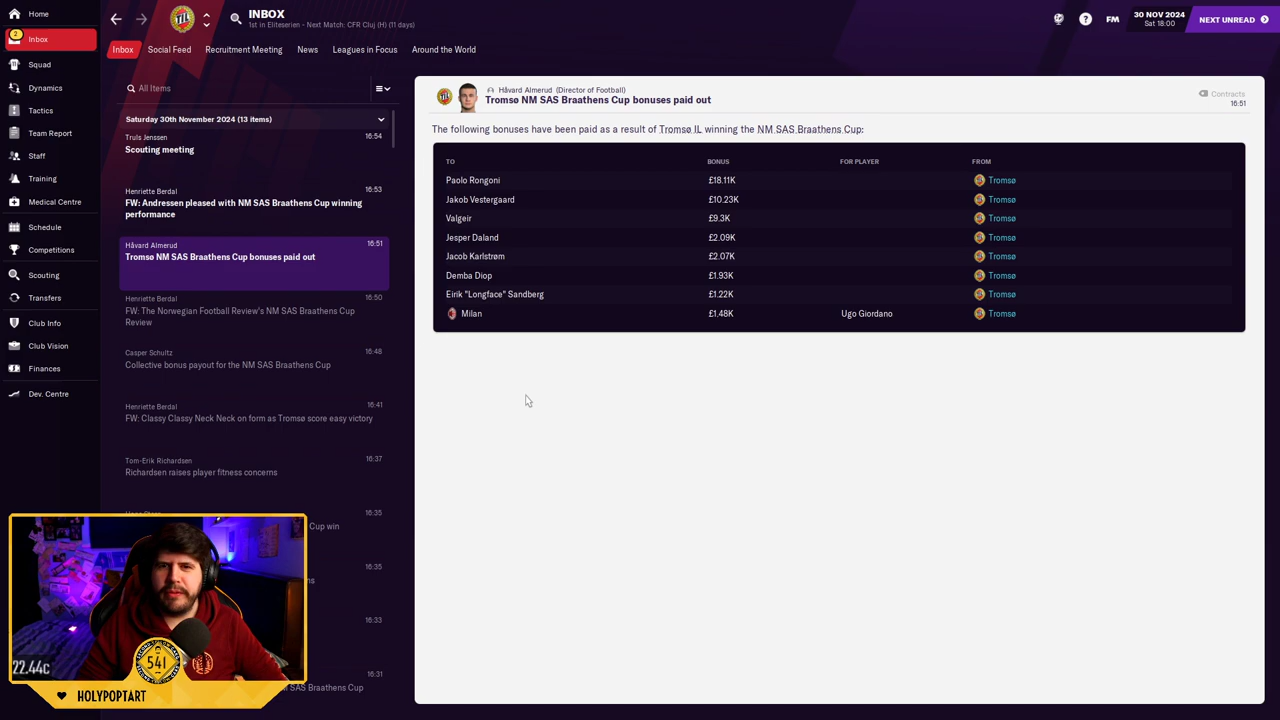 Home
INBOX
1st in Eliteserien - Next Match: CFR Cluj (H) (11 days)
FM
30 NOV 2024
Sat 18:00
NEXT UNREAD
2
Inbox
Squad
Dynamics
Tactics
Team Report
Staff
Training
Medical Centre
Schedule
Competitions
Scouting
Transfers
Club Info
Club Vision
Finances
Dev. Centre
Inbox
Social Feed
Recruitment Meeting
News
Leagues in Focus
Around the World
All Items
Saturday 30th November 2024 (13 items)
Truls Jenssen 16:54
Scouting meeting
Henriette Berdal 16:53
FW: Andressen pleased with NM SAS Braathens Cup winning
performance
Håvard Almerud 16:51
Tromsø NM SAS Braathens Cup bonuses paid out
Henriette Berdal 16:50
FW: The Norwegian Football Review's NM SAS Braathens Cup
Review
Casper Schultz 16:48
Collective bonus payout for the NM SAS Braathens Cup
Henriette Berdal 16:41
FW: Classy Classy Neck Neck on form as Tromsø score easy victory
Tom-Erik Richardsen 16:37
Richardsen raises player fitness concerns
16:35
Cup win
16:35
16:33
16:31
SAS Braathens Cup
Håvard Almerud (Director of Football)
Tromsø NM SAS Braathens Cup bonuses paid out
Contracts
16:51
The following bonuses have been paid as a result of Tromsø IL winning the NM SAS Braathens Cup:
TO BONUS FOR PLAYER FROM
Paolo Rongoni £18.11K Tromsø
Jakob Vestergaard £10.23K Tromsø
Valgeir £9.3K Tromsø
Jesper Daland £2.09K Tromsø
Jacob Karlstrøm £2.07K Tromsø
Demba Diop £1.93K Tromsø
Eirik "Longface" Sandberg £1.22K Tromsø
Milan £1.48K Ugo Giordano Tromsø
22.44c
541
HOLYPOPTART